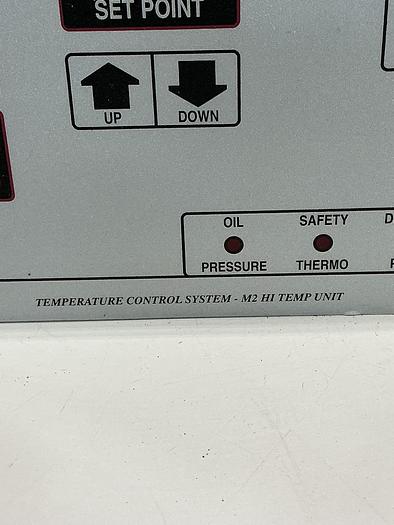 SET POINT
UP DOWN
OIL SAFETY
PRESSURE THERMO
TEMPERATURE CONTROL SYSTEM - M2 HI TEMP UNIT